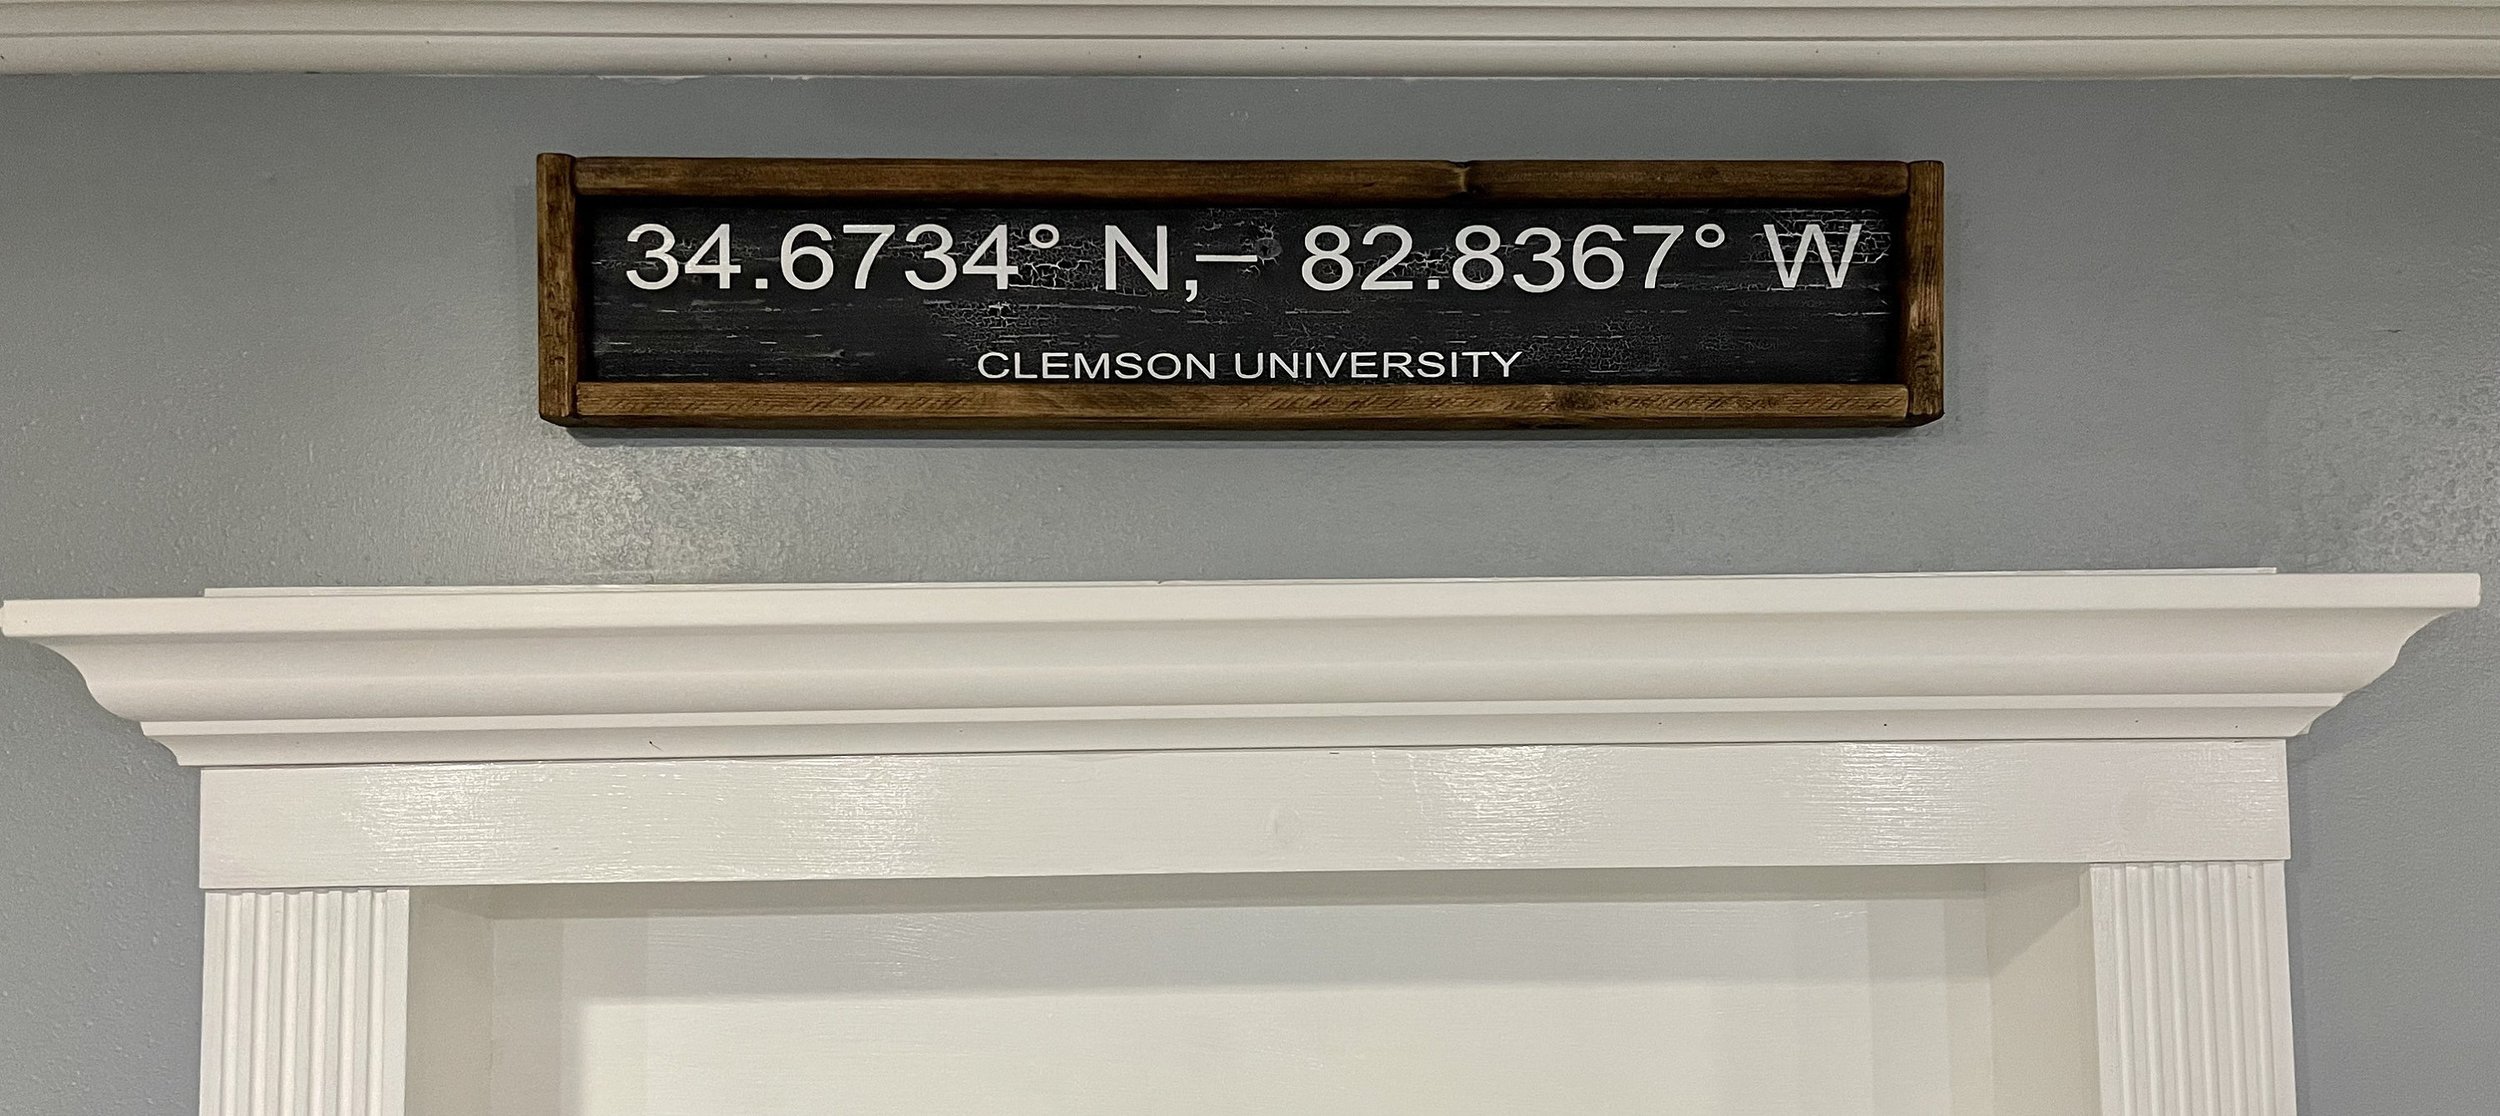 34.6734° N,– 82.8367° W
CLEMSON UNIVERSITY